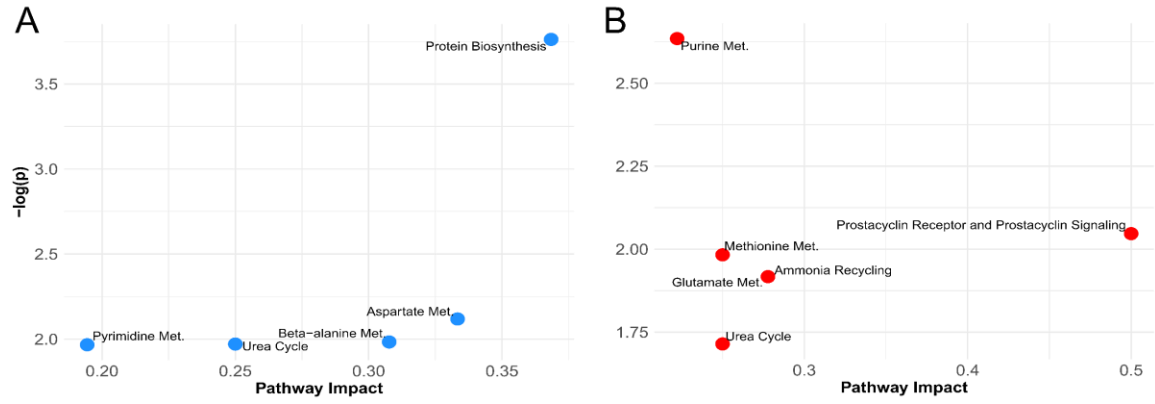 A
Protein Biosynthesis
3.5
3.0
−log(p)
2.5
Aspartate Met.
Beta−alanine Met.
Pyrimidine Met.
Urea Cycle
2.0
0.20 0.25 0.30 0.35
Pathway Impact
B
Purine Met.
2.50
2.25
Prostacyclin Receptor and Prostacyclin Signaling
2.00
Methionine Met.
Ammonia Recycling
Glutamate Met.
1.75
Urea Cycle
0.3 0.4 0.5
Pathway Impact